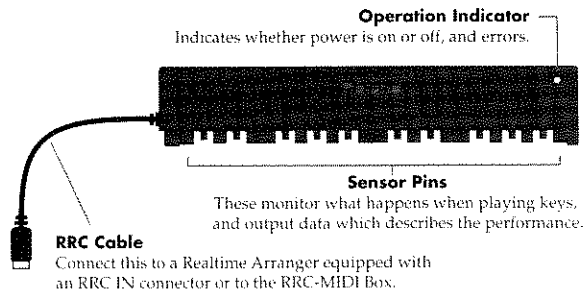 Operation Indicator
Indicates whether power is on or off, and errors.
Sensor Pins
These monitor what happens when playing keys,
and output data which describes the performance.
RRC Cable
Connect this to a Realtime Arranger equipped with
an RRC IN connector or to the RRC-MIDI Box.